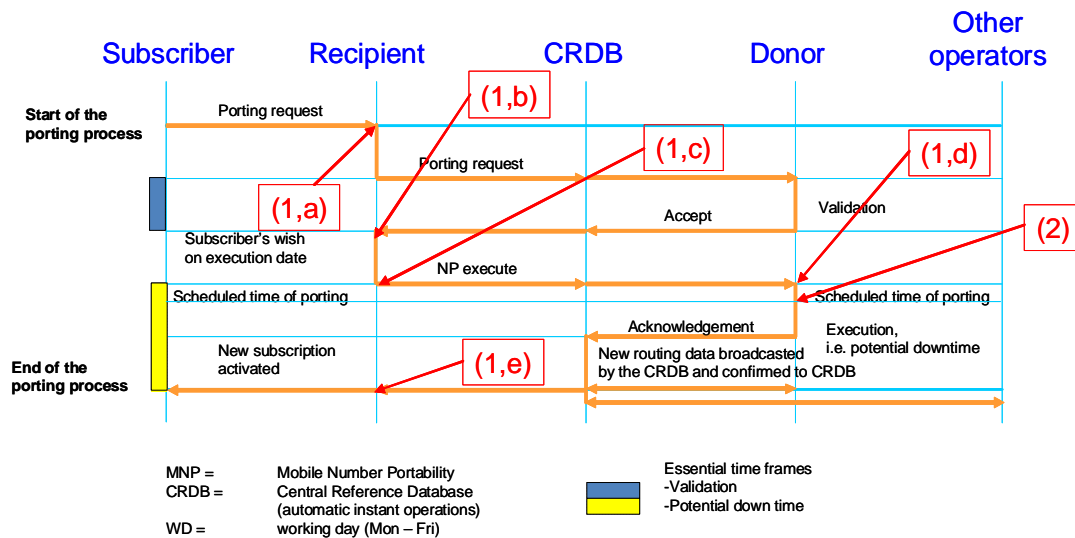 Subscriber
Recipient
CRDB
Donor
Other
operators
Start of the
porting process
Porting request
(1,b)
(1,c)
(1,d)
Porting request
(1,a)
Accept
Validation
(2)
Subscriber's wish
on execution date
NP execute
Scheduled time of porting
Scheduled time of porting
Acknowledgement
Execution,
i.e. potential downtime
End of the
porting process
New subscription
activated
(1,e)
New routing data broadcasted
by the CRDB and confirmed to CRDB
MNP =
Mobile Number Portability
CRDB =
Central Reference Database
(automatic instant operations)
WD =
working day (Mon – Fri)
Essential time frames
-Validation
-Potential down time